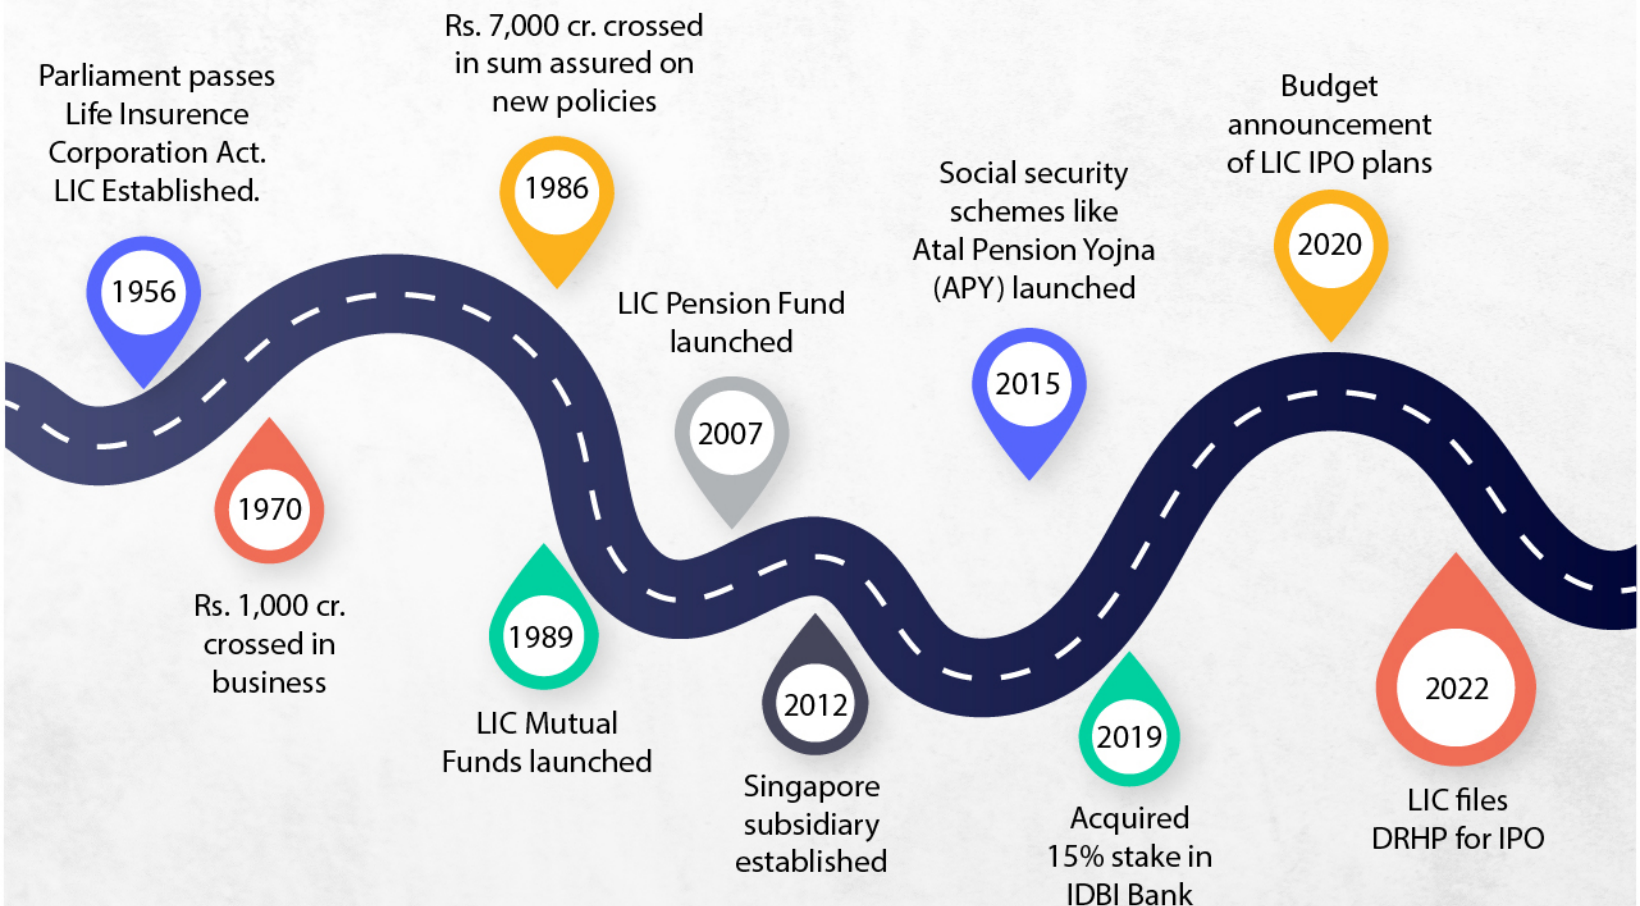 Parliament passes
Life Insurence
Corporation Act.
LIC Established.
1956
1970
Rs. 1,000 cr.
crossed in
business
Rs. 7,000 cr. crossed
in sum assured on
new policies
1986
1989
LIC Mutual
Funds launched
LIC Pension Fund
launched
2007
2012
Singapore
subsidiary
established
Social security
schemes like
Atal Pension Yojna
(APY) launched
2015
2019
Acquired
15% stake in
IDBI Bank
Budget
announcement
of LIC IPO plans
2020
2022
LIC files
DRHP for IPO